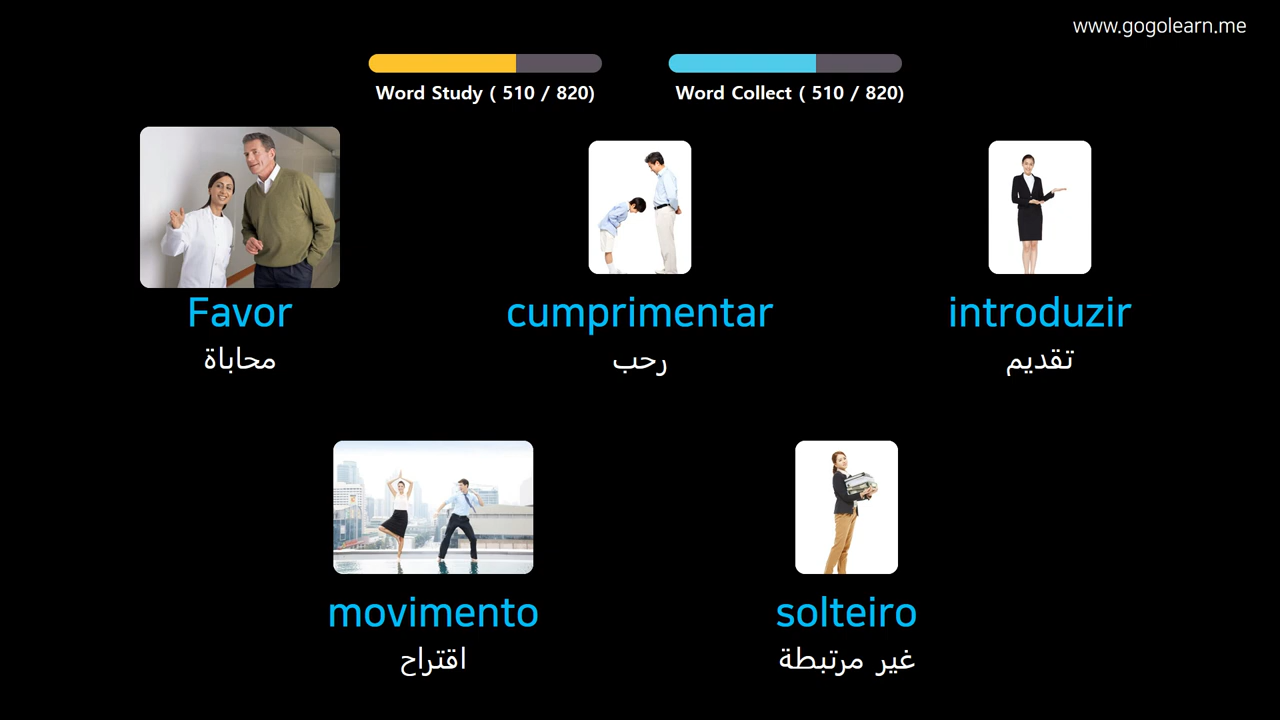 www.gogolearn.me
Word Study ( 510 / 820)
Word Collect ( 510 / 820)
Favor
محاباة
cumprimentar
رحب
introduzir
تقديم
movimento
اقتراح
solteiro
غير مرتبطة